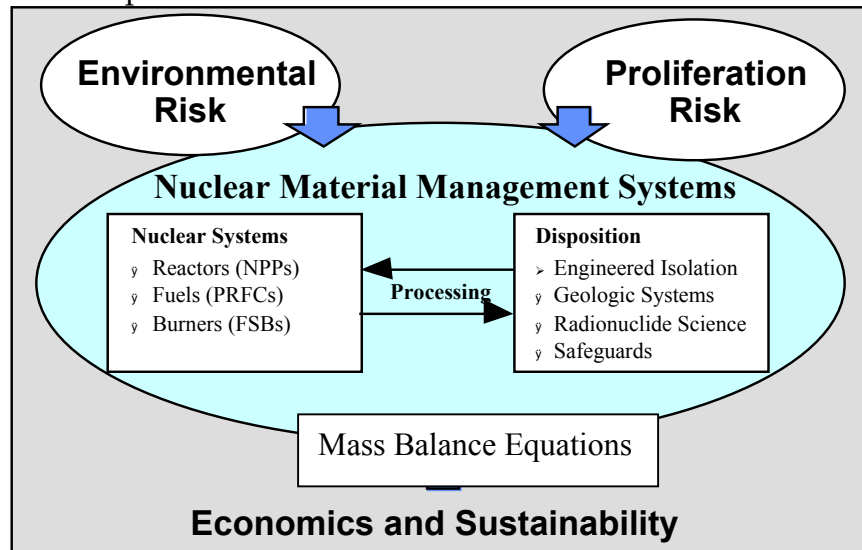 Environmental
Risk
Proliferation
Risk
Nuclear Material Management Systems
Nuclear Systems
ÿ Reactors (NPPs)
ÿ Fuels (PRFCs)
ÿ Burners (FSBs)
Processing
Disposition
➢ Engineered Isolation
ÿ Geologic Systems
ÿ Radionuclide Science
ÿ Safeguards
Mass Balance Equations
Economics and Sustainability